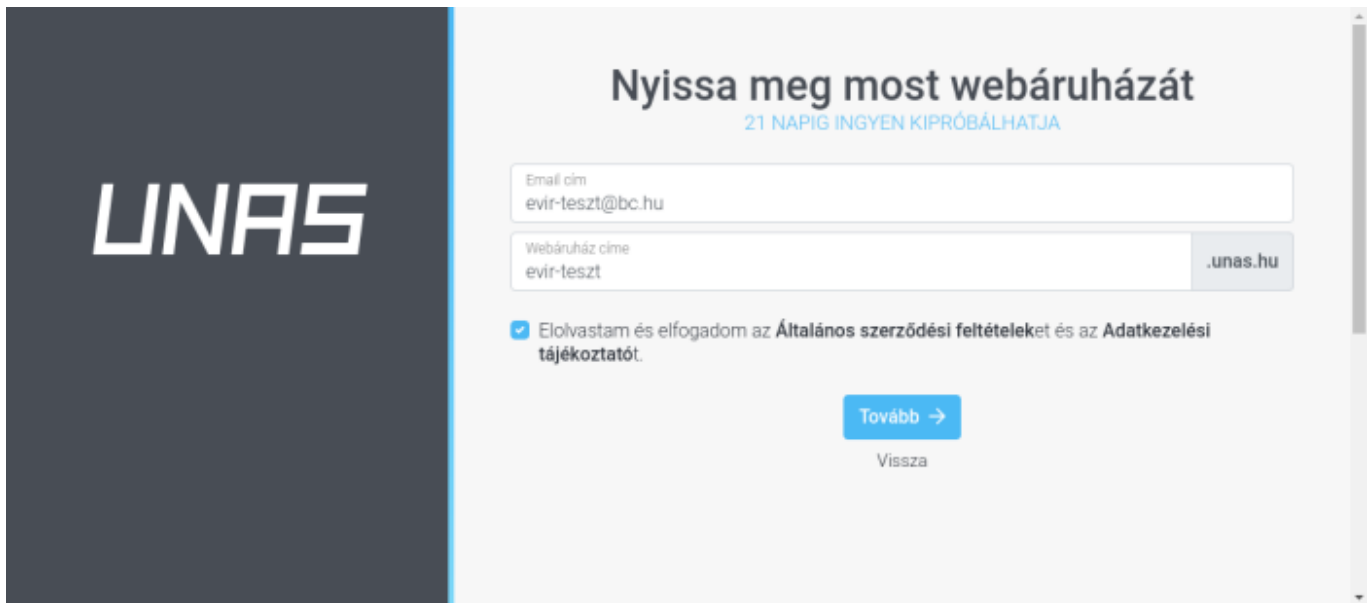 UNAS
Nyissa meg most webáruházát
21 NAPIG INGYEN KIPRÓBÁLHATJA
Email cím
evir-teszt@bc.hu
Webáruház címe
evir-teszt
.unas.hu
Elolvastam és elfogadom az Általános szerződési feltételeket és az Adatkezelési
tájékoztatót.
Tovább →
Vissza